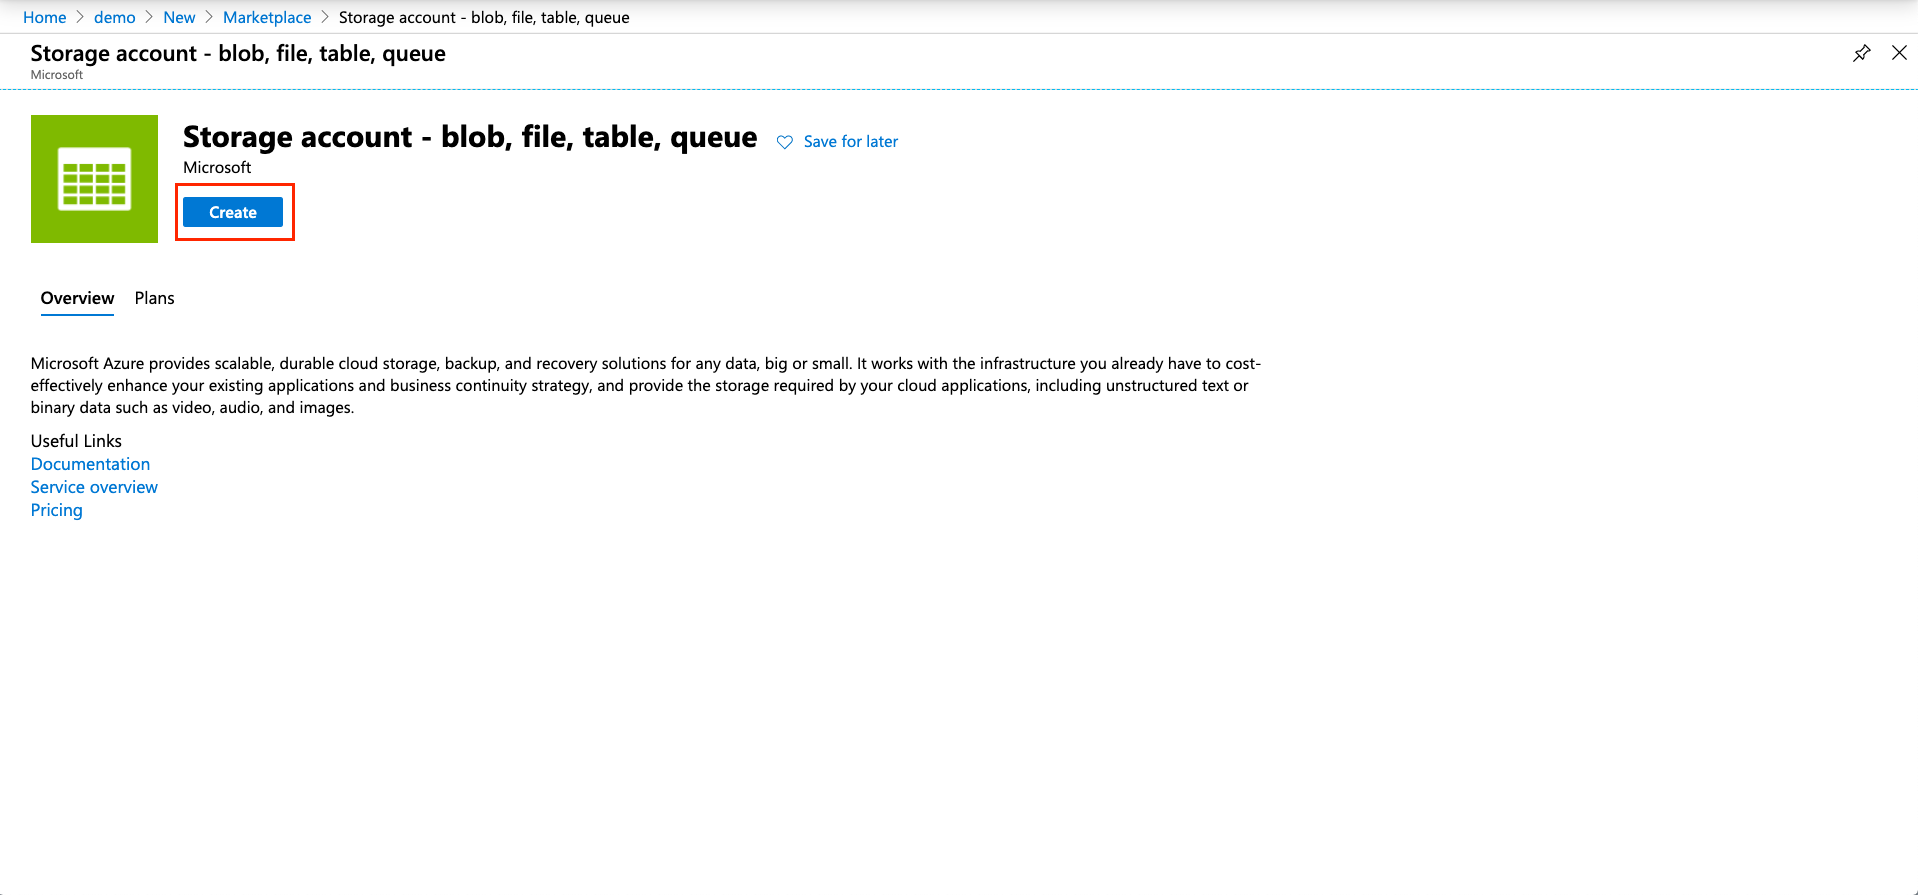 Home > demo > New > Marketplace > Storage account - blob, file, table, queue
Storage account - blob, file, table, queue
Microsoft
Storage account - blob, file, table, queue
Save for later
Microsoft
Create
Overview Plans
Microsoft Azure provides scalable, durable cloud storage, backup, and recovery solutions for any data, big or small. It works with the infrastructure you already have to cost-
effectively enhance your existing applications and business continuity strategy, and provide the storage required by your cloud applications, including unstructured text or
binary data such as video, audio, and images.
Useful Links
Documentation
Service overview
Pricing